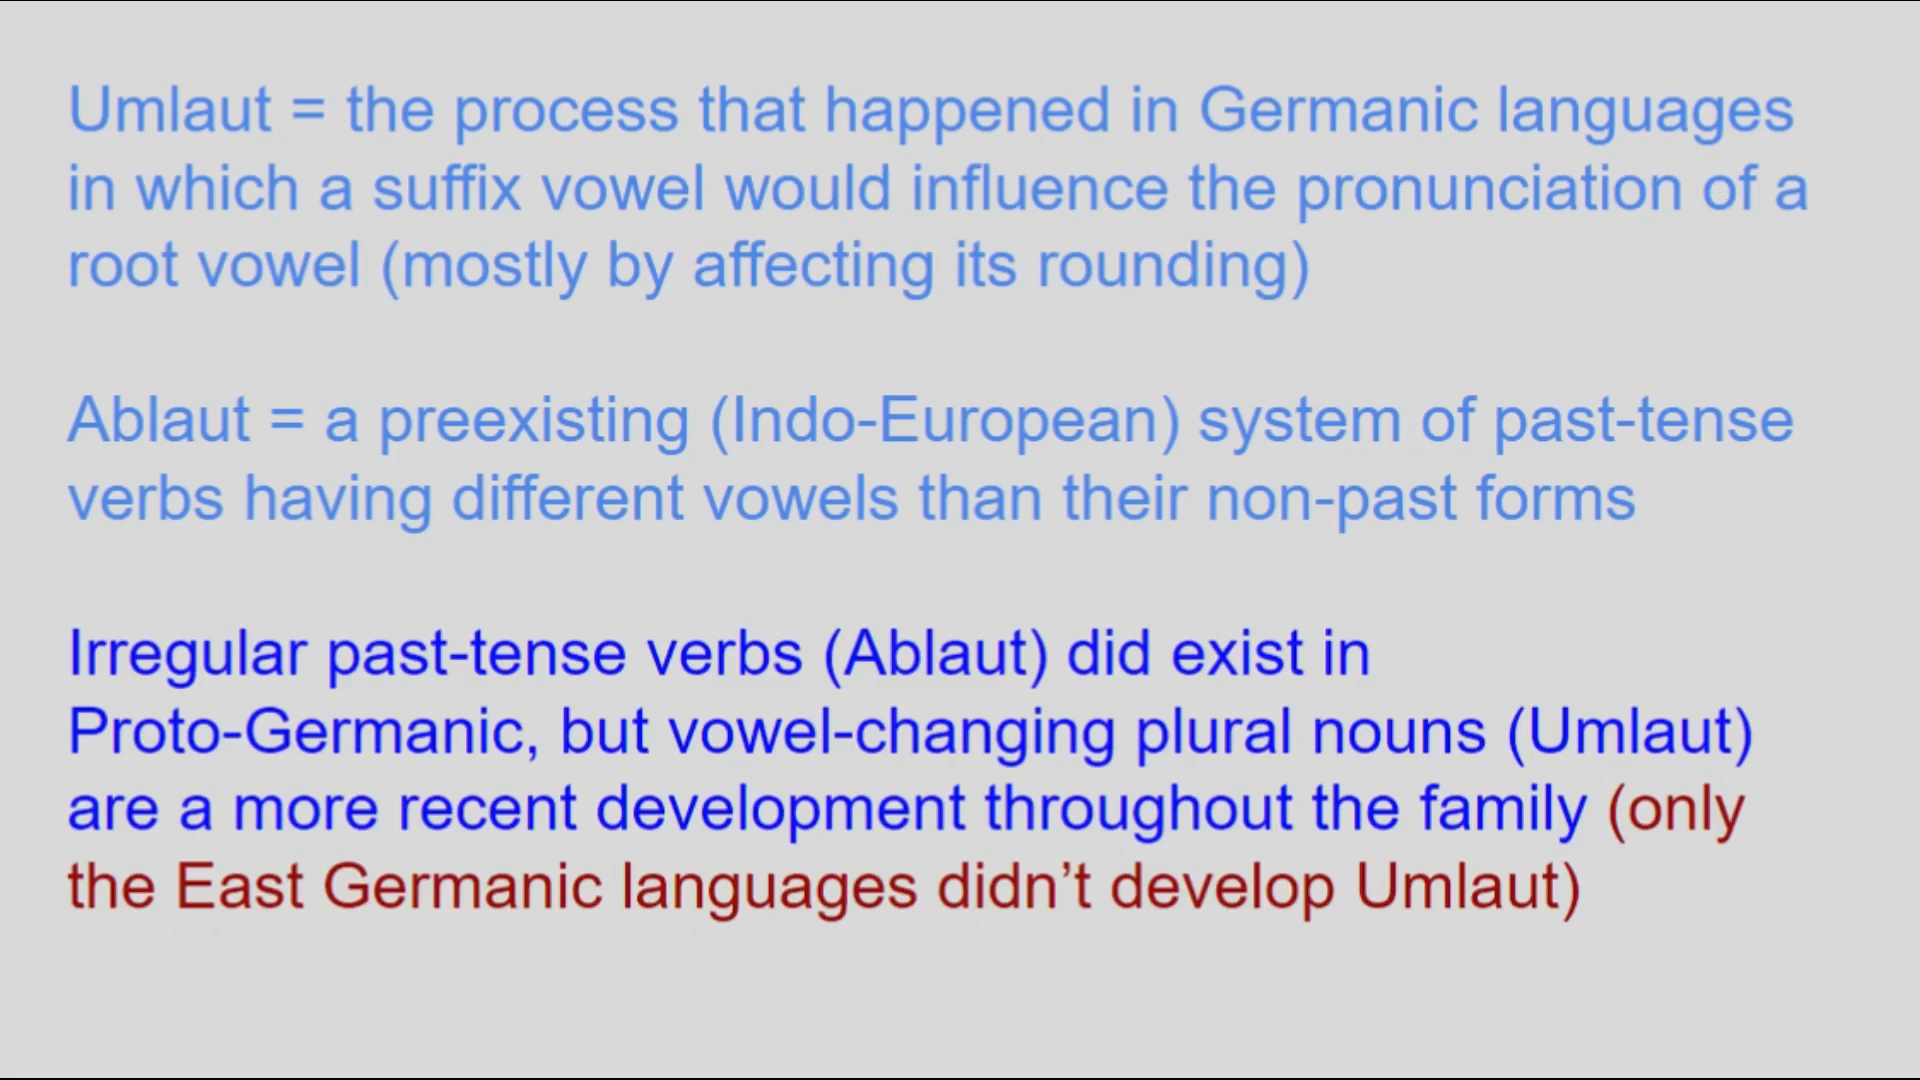 Umlaut = the process that happened in Germanic languages
in which a suffix vowel would influence the pronunciation of a
root vowel (mostly by affecting its rounding)
Ablaut = a preexisting (Indo-European) system of past-tense
verbs having different vowels than their non-past forms
Irregular past-tense verbs (Ablaut) did exist in
Proto-Germanic, but vowel-changing plural nouns (Umlaut)
are a more recent development throughout the family (only
the East Germanic languages didn’t develop Umlaut)